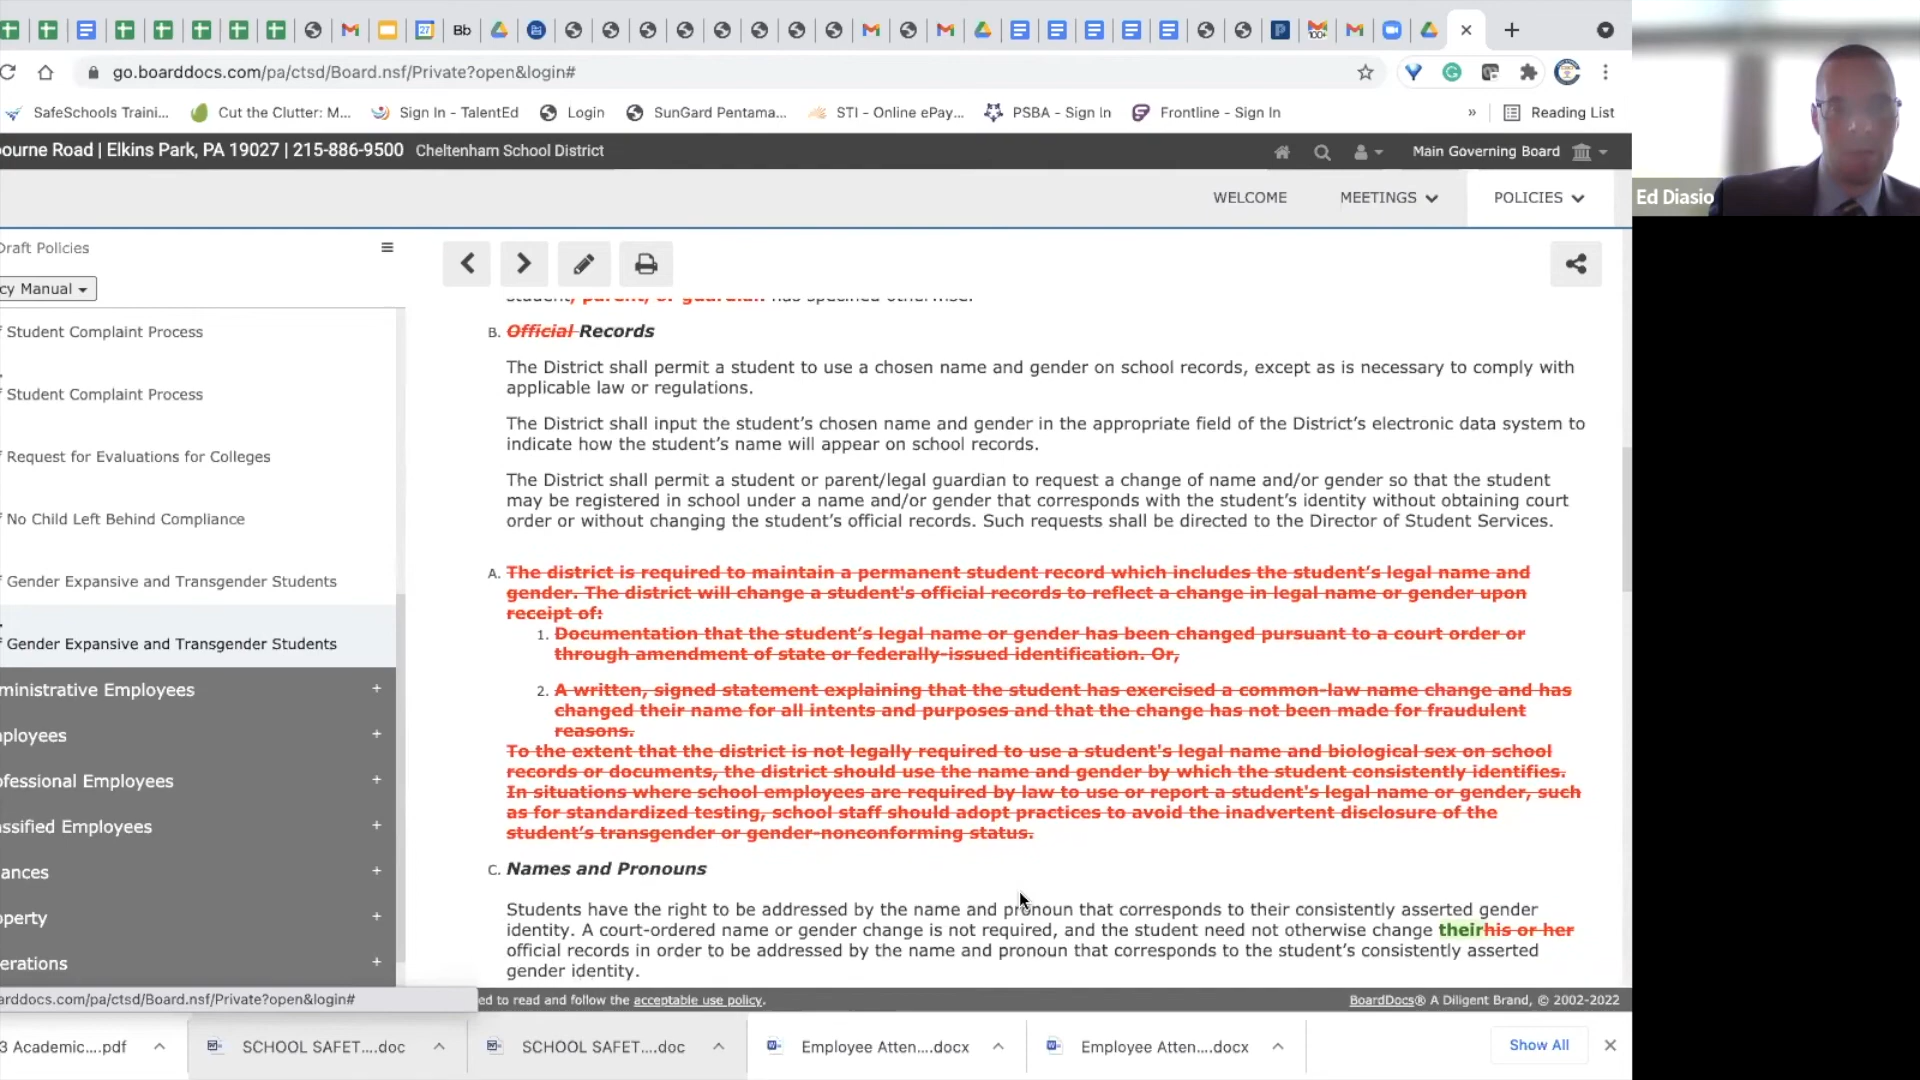 27
Bb
P
100+
go.boarddocs.com/pa/ctsd/Board.nsf/Private?open&login#
SafeSchools Traini...
Cut the Clutter: M...
Sign In - TalentEd
Login
SunGard Pentama...
STI - Online ePay...
PSBA - Sign In
Frontline - Sign In
»
Reading List
ourne Road | Elkins Park, PA 19027 | 215-886-9500 Cheltenham School District
Main Governing Board
Ed Diasio
WELCOME
MEETINGS
POLICIES
Draft Policies
cy Manual
Student Complaint Process
Student Complaint Process
Request for Evaluations for Colleges
No Child Left Behind Compliance
Gender Expansive and Transgender Students
Gender Expansive and Transgender Students
ministrative Employees +
ployees +
ofessional Employees +
assified Employees +
ances +
operty +
erations +
student, parent, or guardian has specified otherwise.
B. Official Records
The District shall permit a student to use a chosen name and gender on school records, except as is necessary to comply with
applicable law or regulations.
The District shall input the student's chosen name and gender in the appropriate field of the District's electronic data system to
indicate how the student's name will appear on school records.
The District shall permit a student or parent/legal guardian to request a change of name and/or gender so that the student
may be registered in school under a name and/or gender that corresponds with the student's identity without obtaining court
order or without changing the student's official records. Such requests shall be directed to the Director of Student Services.
A. The district is required to maintain a permanent student record which includes the student's legal name and
gender. The district will change a student's official records to reflect a change in legal name or gender upon
receipt of:
1. Documentation that the student's legal name or gender has been changed pursuant to a court order or
through amendment of state or federally-issued identification. Or,
2. A written, signed statement explaining that the student has exercised a common-law name change and has
changed their name for all intents and purposes and that the change has not been made for fraudulent
reasons.
To the extent that the district is not legally required to use a student's legal name and biological sex on school
records or documents, the district should use the name and gender by which the student consistently identifies.
In situations where school employees are required by law to use or report a student's legal name or gender, such
as for standardized testing, school staff should adopt practices to avoid the inadvertent disclosure of the
student's transgender or gender-nonconforming status.
C. Names and Pronouns
Students have the right to be addressed by the name and pronoun that corresponds to their consistently asserted gender
identity. A court-ordered name or gender change is not required, and the student need not otherwise change theirhis or her
official records in order to be addressed by the name and pronoun that corresponds to the student's consistently asserted
gender identity.
arddocs.com/pa/ctsd/Board.nsf/Private?open&login#
ed to read and follow the acceptable use policy.
BoardDocs® A Diligent Brand, © 2002-2022
3 Academic....pdf
SCHOOL SAFET....doc
SCHOOL SAFET....doc
Employee Atten....docx
Employee Atten....docx
Show All